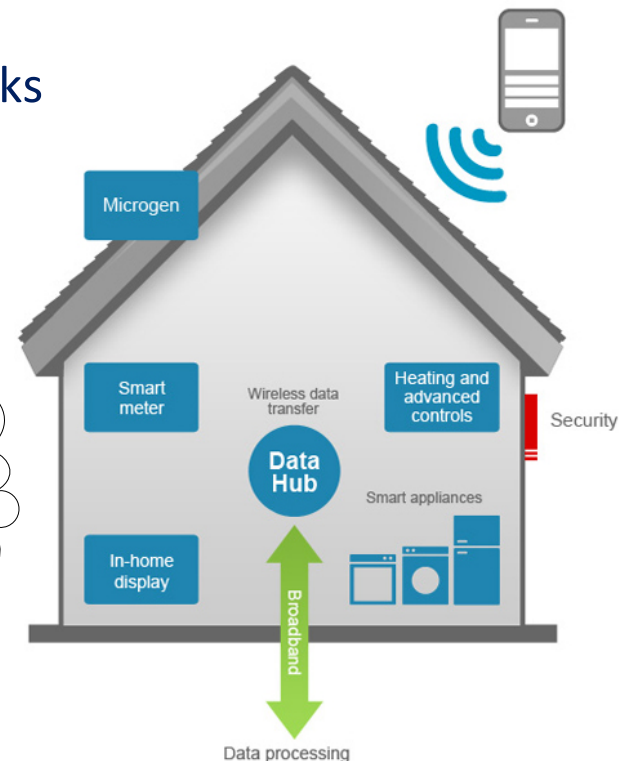 ks
Microgen
Smart
meter
Wireless data
transfer
Heating and
advanced
controls
Security
Data
Hub
Smart appliances
In-home
display
Broadband
Data processing